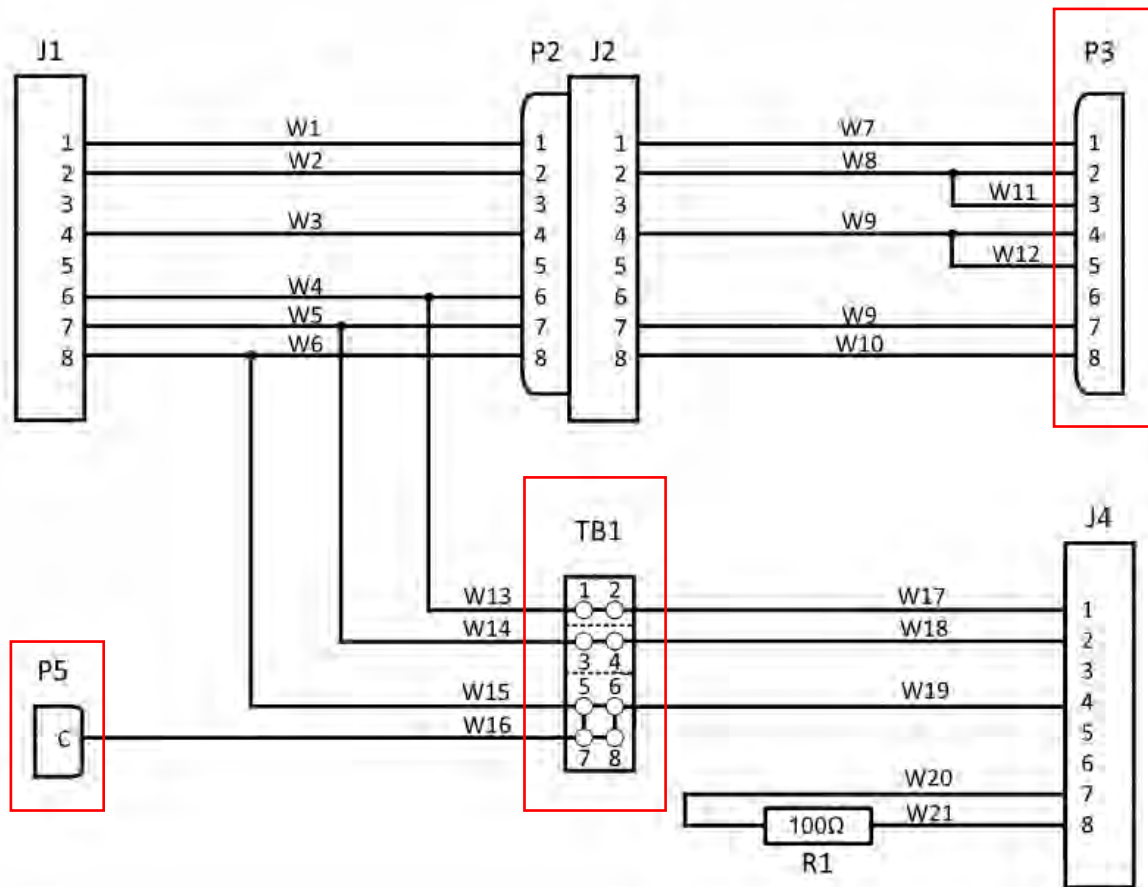 J1 P2 J2 P3
W1 W7
1 1 1 1
W2 W8
2 2 2 2
W11
3 3 3 3
W3 W9
4 4 4 4
W12
5 5 5 5
W4
6 6 6 6
W5 W9
7 7 7 7
W6 W10
8 8 8 8
TB1 J4
1 2
W13 W17
1
W14 W18
2
3 4
3
P5
5 6
W15 W19
4
W16
C
5
7 8
6
W20
7
W21
100Ω
8
R1